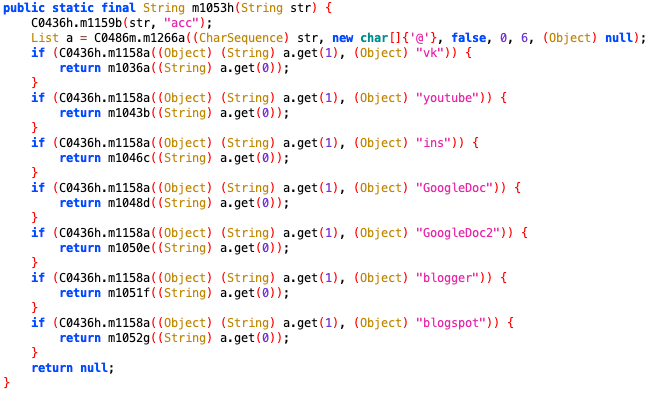 public static final String m1053h(String str) {
    C0436h.m1159b(str, "acc");
    List a = C0486m.m1266a((CharSequence) str, new char[]{'@'}, false, 0, 6, (Object) null);
    if (C0436h.m1158a((Object) (String) a.get(1), (Object) "vk")) {
        return m1036a((String) a.get(0));
    }
    if (C0436h.m1158a((Object) (String) a.get(1), (Object) "youtube")) {
        return m1043b((String) a.get(0));
    }
    if (C0436h.m1158a((Object) (String) a.get(1), (Object) "ins")) {
        return m1046c((String) a.get(0));
    }
    if (C0436h.m1158a((Object) (String) a.get(1), (Object) "GoogleDoc")) {
        return m1048d((String) a.get(0));
    }
    if (C0436h.m1158a((Object) (String) a.get(1), (Object) "GoogleDoc2")) {
        return m1050e((String) a.get(0));
    }
    if (C0436h.m1158a((Object) (String) a.get(1), (Object) "blogger")) {
        return m1051f((String) a.get(0));
    }
    if (C0436h.m1158a((Object) (String) a.get(1), (Object) "blogspot")) {
        return m1052g((String) a.get(0));
    }
    return null;
}